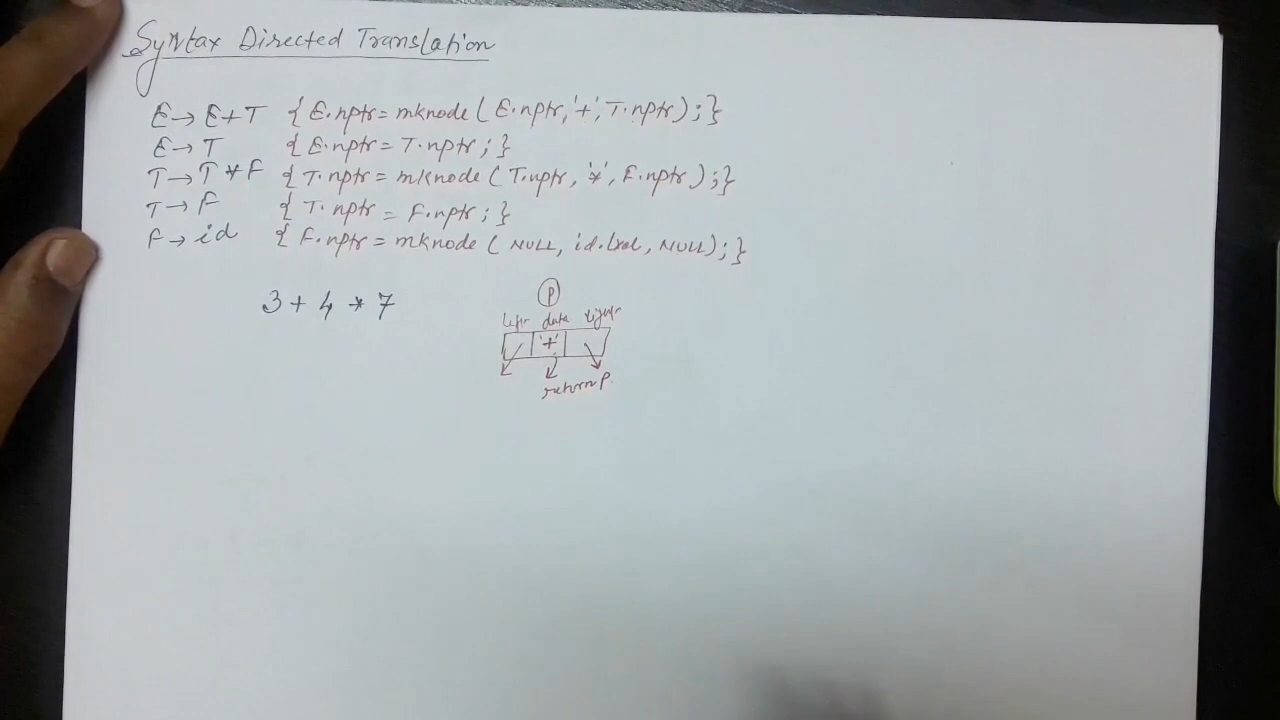 Syntax Directed Translation
E → E + T { E.nptr = mknode ( E.nptr, '+', T.nptr ) ; }
E → T { E.nptr = T.nptr ; }
T → T * F { T.nptr = mknode ( T.nptr, '*', F.nptr ) ; }
T → F { T.nptr = F.nptr ; }
F → id { F.nptr = mknode ( NULL, id.lval, NULL ) ; }
3 + 4 * 7
P
left data right
'+'
return P.